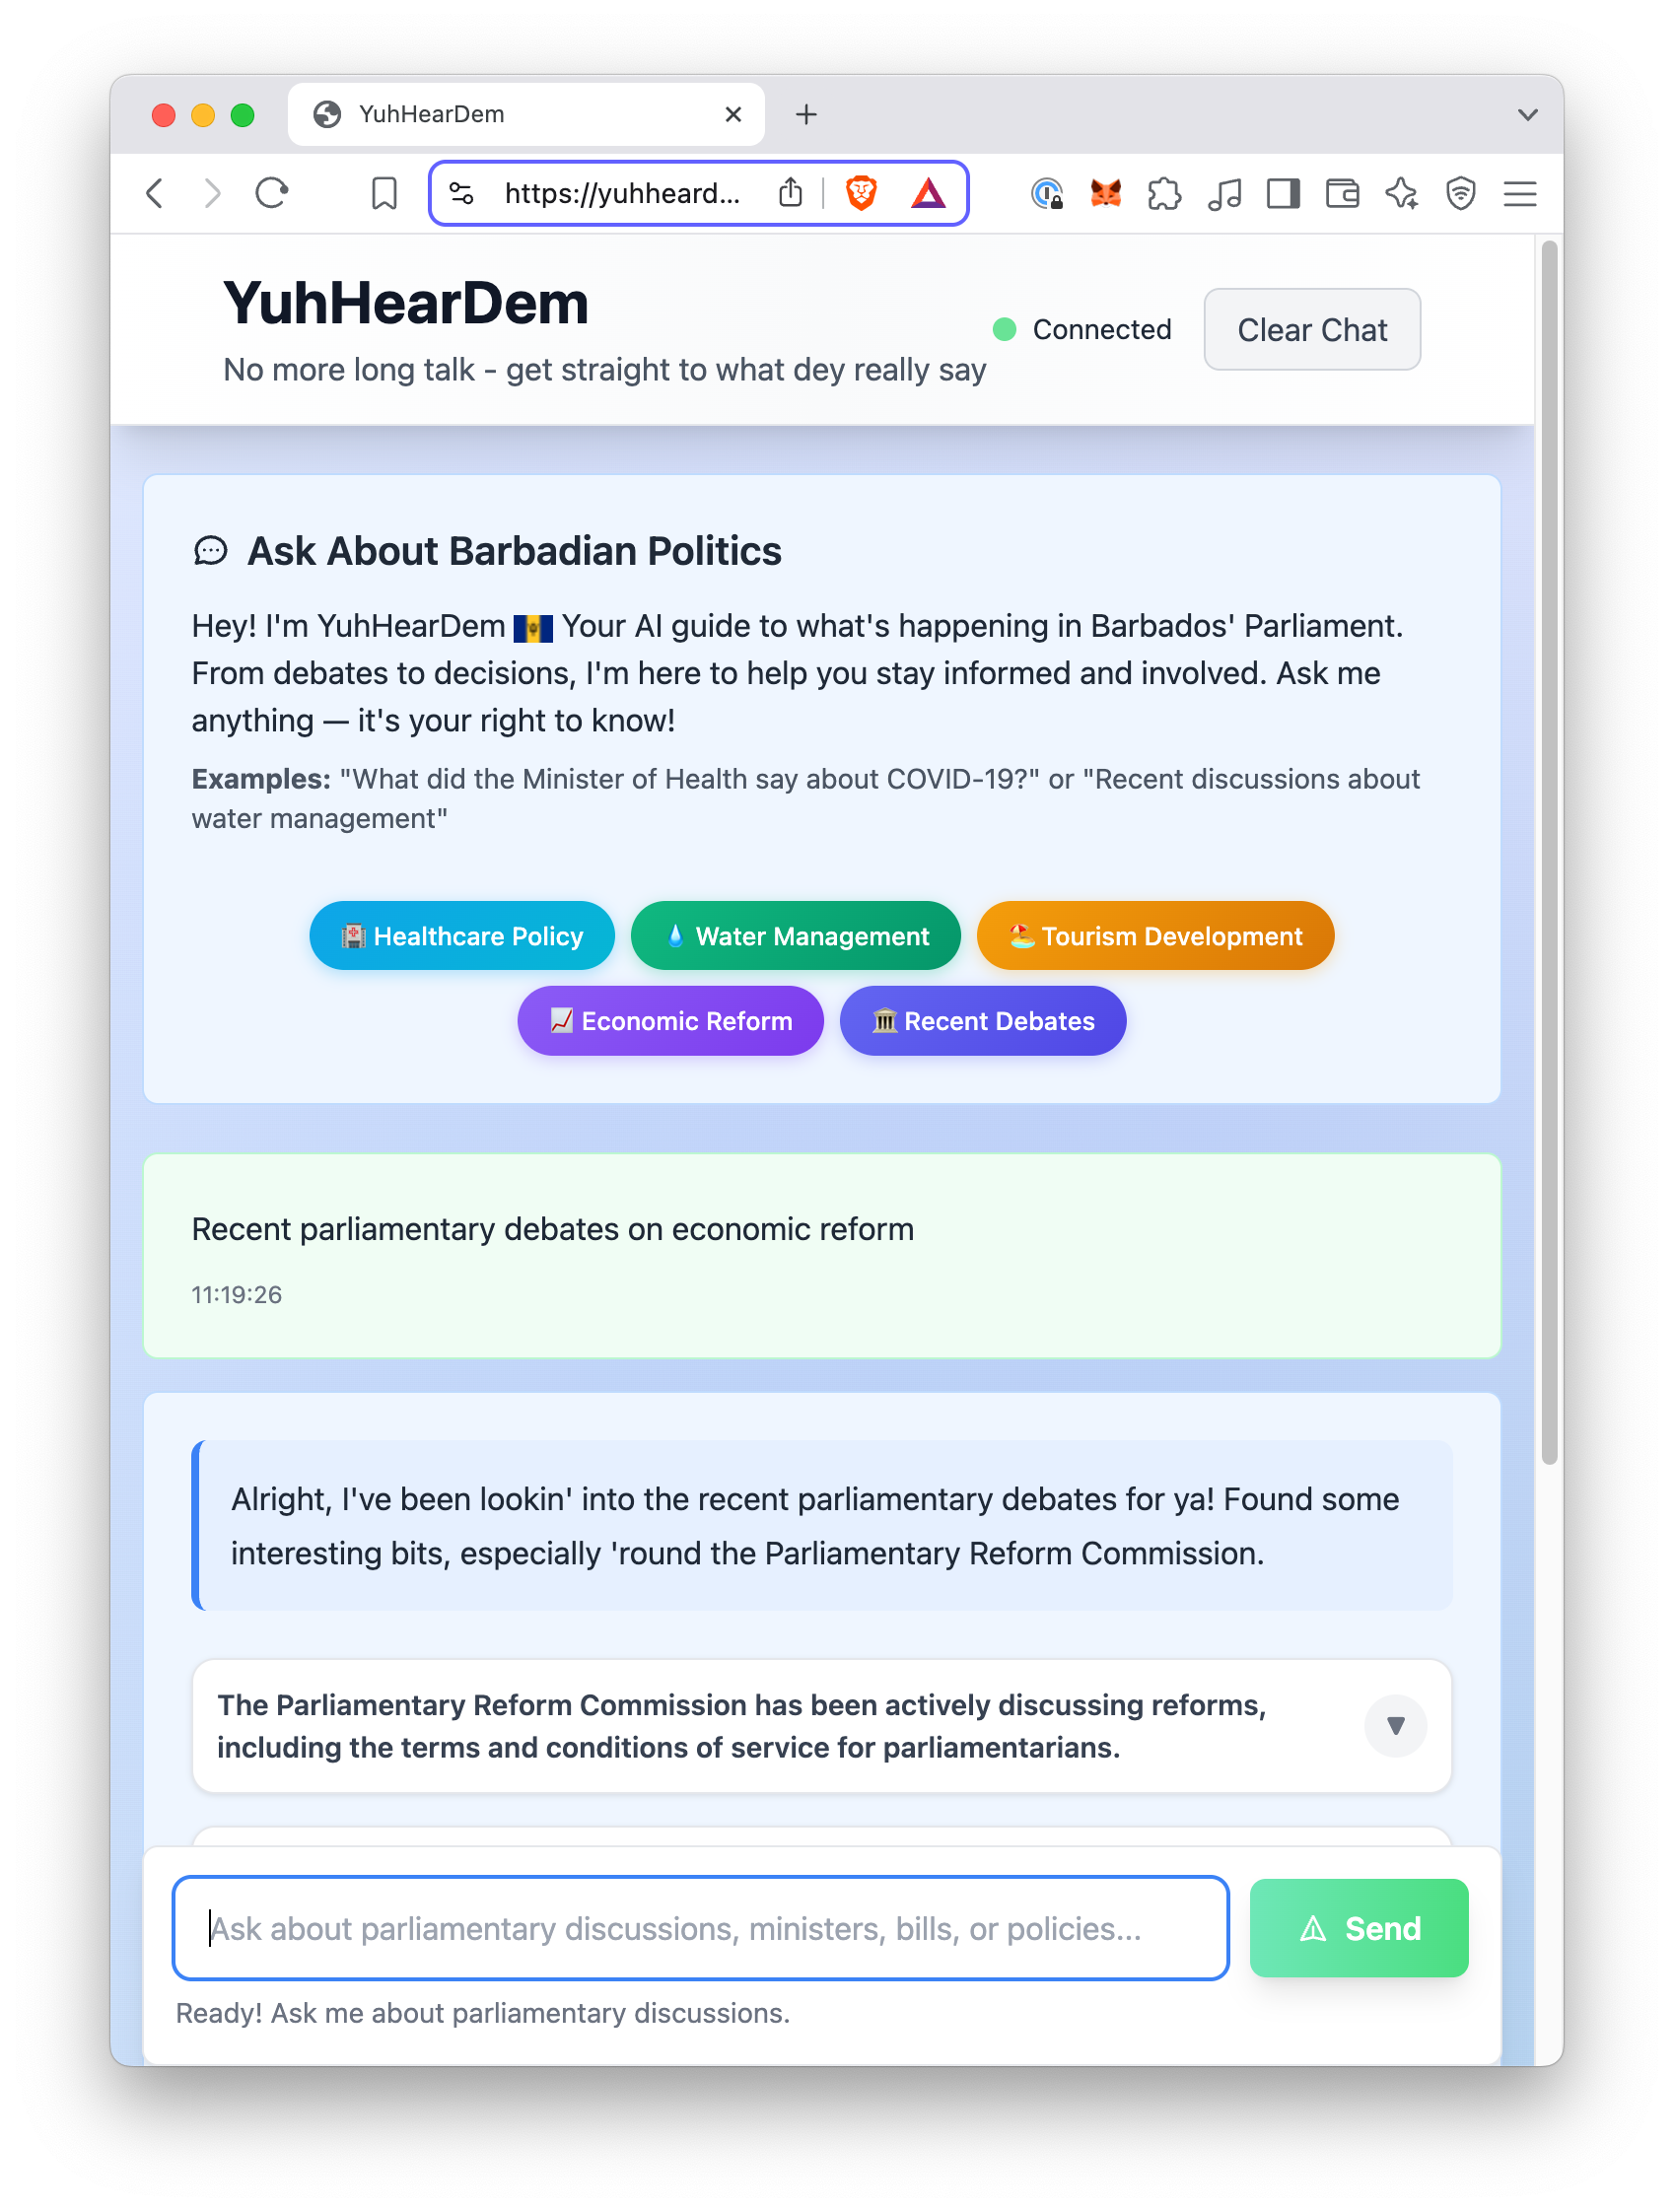 YuhHearDem
https://yuhheard...
YuhHearDem
No more long talk - get straight to what dey really say
Connected
Clear Chat
Ask About Barbadian Politics
Hey! I'm YuhHearDem 🇧🇧 Your AI guide to what's happening in Barbados' Parliament.
From debates to decisions, I'm here to help you stay informed and involved. Ask me
anything — it's your right to know!
Examples: "What did the Minister of Health say about COVID-19?" or "Recent discussions about
water management"
🏥 Healthcare Policy
💧 Water Management
🏖️ Tourism Development
📈 Economic Reform
🏛️ Recent Debates
Recent parliamentary debates on economic reform
11:19:26
Alright, I've been lookin' into the recent parliamentary debates for ya! Found some
interesting bits, especially 'round the Parliamentary Reform Commission.
The Parliamentary Reform Commission has been actively discussing reforms,
including the terms and conditions of service for parliamentarians.
Ask about parliamentary discussions, ministers, bills, or policies...
Send
Ready! Ask me about parliamentary discussions.